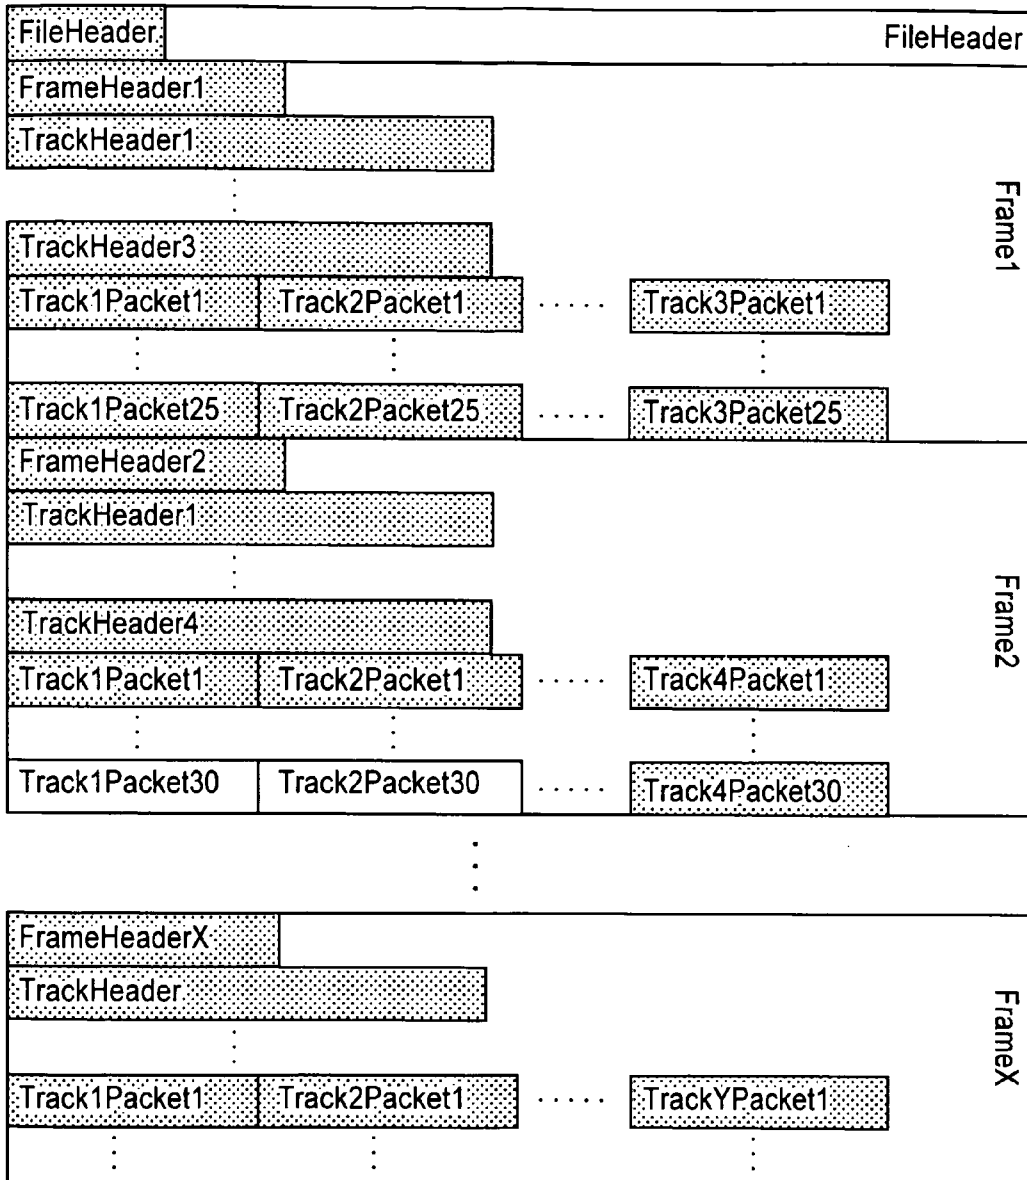 FileHeader FileHeader
FrameHeader1
TrackHeader1
Frame1
TrackHeader3
Track1Packet1 Track2Packet1 ..... Track3Packet1
Track1Packet25 Track2Packet25 ..... Track3Packet25
FrameHeader2
TrackHeader1
Frame2
TrackHeader4
Track1Packet1 Track2Packet1 ..... Track4Packet1
Track1Packet30 Track2Packet30 ..... Track4Packet30
FrameHeaderX
TrackHeader
FrameX
Track1Packet1 Track2Packet1 ..... TrackYPacket1